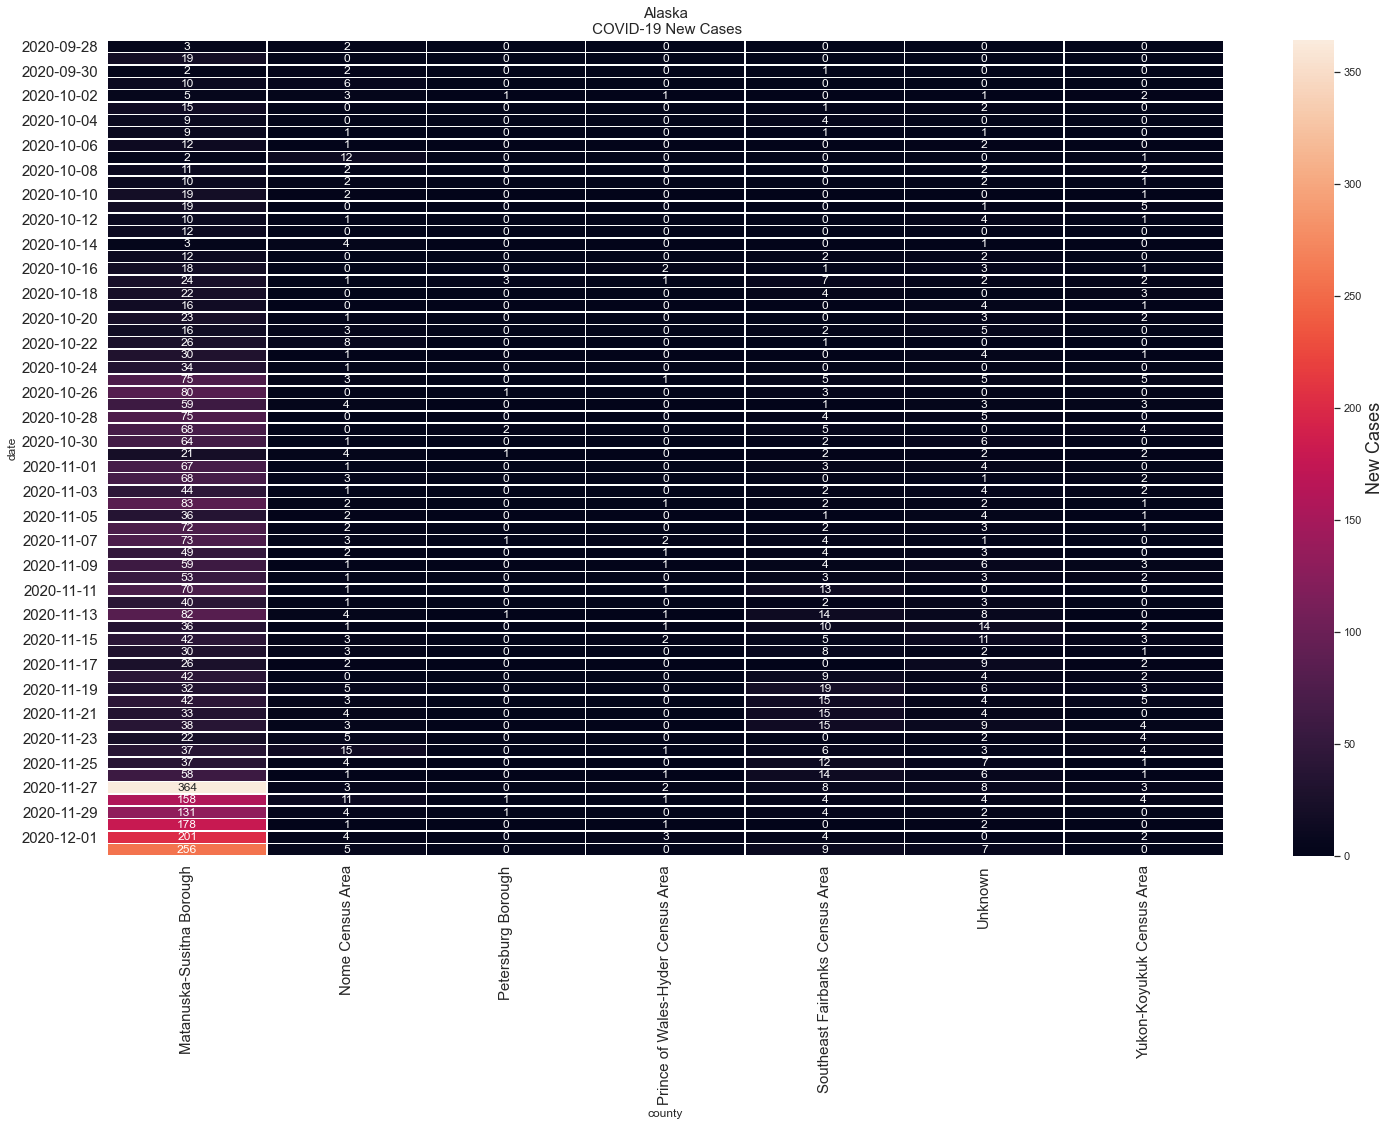 Alaska
COVID-19 New Cases
2020-09-28 3 2 0 0 0 0 0
19 0 0 0 0 0 0
2020-09-30 2 2 0 0 1 0 0
10 6 0 0 0 0 0
2020-10-02 5 3 1 1 0 1 2
15 0 0 0 1 2 0
2020-10-04 9 0 0 0 4 0 0
9 1 0 0 1 1 0
2020-10-06 12 1 0 0 0 2 0
2 12 0 0 0 0 1
2020-10-08 11 2 0 0 0 2 2
10 2 0 0 0 2 1
2020-10-10 19 2 0 0 0 0 1
19 0 0 0 0 1 5
2020-10-12 10 1 0 0 0 4 1
12 0 0 0 0 0 0
2020-10-14 3 4 0 0 0 1 0
12 0 0 0 2 2 0
2020-10-16 18 0 0 2 1 3 1
24 1 3 1 7 2 2
2020-10-18 22 0 0 0 4 0 3
16 0 0 0 0 4 1
2020-10-20 23 1 0 0 0 3 2
16 3 0 0 2 5 0
2020-10-22 26 8 0 0 1 0 0
30 1 0 0 0 4 1
2020-10-24 34 1 0 0 0 0 0
75 3 0 1 5 5 5
2020-10-26 80 0 1 0 3 0 0
59 4 0 0 1 3 3
2020-10-28 75 0 0 0 4 5 0
68 0 2 0 5 0 4
2020-10-30 64 1 0 0 2 6 0
21 4 1 0 2 2 2
2020-11-01 67 1 0 0 3 4 0
68 3 0 0 0 1 2
2020-11-03 44 1 0 0 2 4 2
83 2 0 1 2 2 1
2020-11-05 36 2 0 0 1 4 1
72 2 0 0 2 3 1
2020-11-07 73 3 1 2 4 1 0
49 2 0 1 4 3 0
2020-11-09 59 1 0 1 4 6 3
53 1 0 0 3 3 2
2020-11-11 70 1 0 1 13 0 0
40 1 0 0 2 3 0
2020-11-13 82 4 1 1 14 8 0
36 1 0 1 10 14 2
2020-11-15 42 3 0 2 5 11 3
30 3 0 0 8 2 1
2020-11-17 26 2 0 0 0 9 2
42 0 0 0 9 4 2
2020-11-19 32 5 0 0 19 6 3
42 3 0 0 15 4 5
2020-11-21 33 4 0 0 15 4 0
38 3 0 0 15 9 4
2020-11-23 22 5 0 0 0 2 4
37 15 0 1 6 3 4
2020-11-25 37 4 0 0 12 7 1
58 1 0 1 14 6 1
2020-11-27 364 3 0 2 8 8 3
158 11 1 1 4 4 4
2020-11-29 131 4 1 0 4 2 0
178 1 0 1 0 2 0
2020-12-01 201 4 0 3 4 0 2
256 5 0 0 9 7 0
date
Matanuska-Susitna Borough
Nome Census Area
Petersburg Borough
Prince of Wales-Hyder Census Area
Southeast Fairbanks Census Area
Unknown
Yukon-Koyukuk Census Area
county
350
300
250
200
150
100
50
0
New Cases